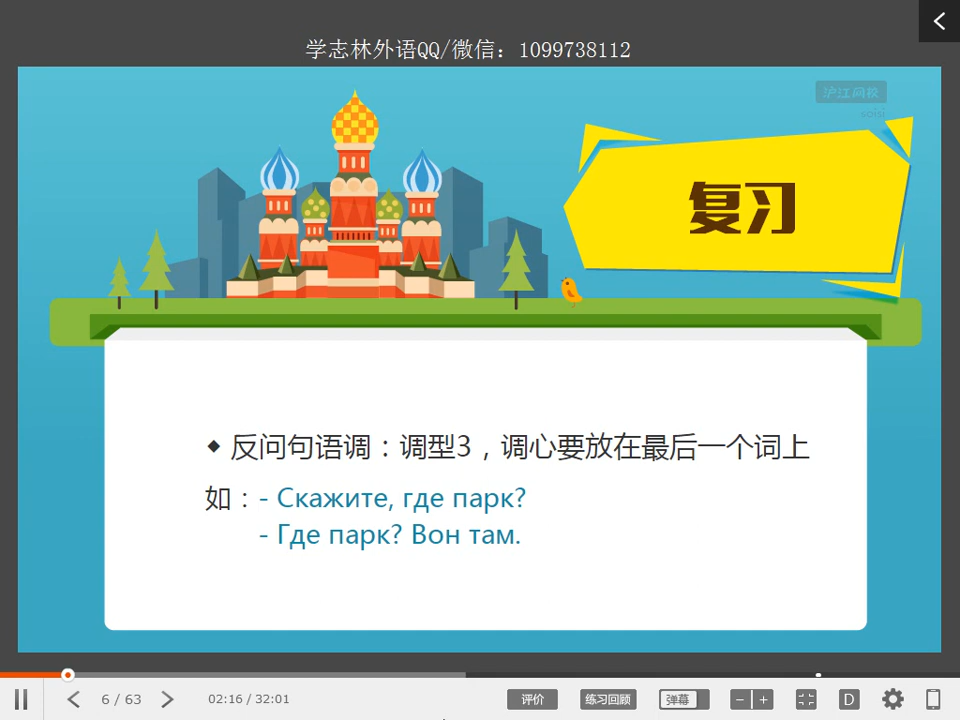 学志林外语QQ/微信：1099738112
沪江网校
复习
◆ 反问句语调：调型3，调心要放在最后一个词上
如：- Скажите, где парк?
- Где парк? Вон там.
6 / 63
02:16 / 32:01
评价
练习回顾
弹幕
D